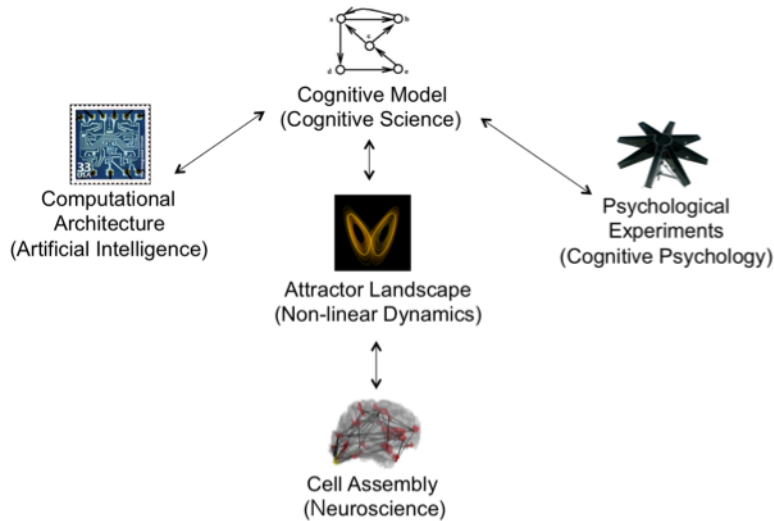 a
b
c
d
e
Cognitive Model
(Cognitive Science)
33
Computational
Architecture
(Artificial Intelligence)
Psychological
Experiments
(Cognitive Psychology)
Attractor Landscape
(Non-linear Dynamics)
Cell Assembly
(Neuroscience)